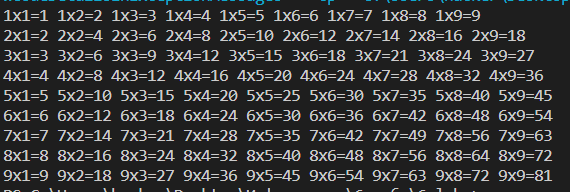 1x1=1 1x2=2 1x3=3 1x4=4 1x5=5 1x6=6 1x7=7 1x8=8 1x9=9
2x1=2 2x2=4 2x3=6 2x4=8 2x5=10 2x6=12 2x7=14 2x8=16 2x9=18
3x1=3 3x2=6 3x3=9 3x4=12 3x5=15 3x6=18 3x7=21 3x8=24 3x9=27
4x1=4 4x2=8 4x3=12 4x4=16 4x5=20 4x6=24 4x7=28 4x8=32 4x9=36
5x1=5 5x2=10 5x3=15 5x4=20 5x5=25 5x6=30 5x7=35 5x8=40 5x9=45
6x1=6 6x2=12 6x3=18 6x4=24 6x5=30 6x6=36 6x7=42 6x8=48 6x9=54
7x1=7 7x2=14 7x3=21 7x4=28 7x5=35 7x6=42 7x7=49 7x8=56 7x9=63
8x1=8 8x2=16 8x3=24 8x4=32 8x5=40 8x6=48 8x7=56 8x8=64 8x9=72
9x1=9 9x2=18 9x3=27 9x4=36 9x5=45 9x6=54 9x7=63 9x8=72 9x9=81